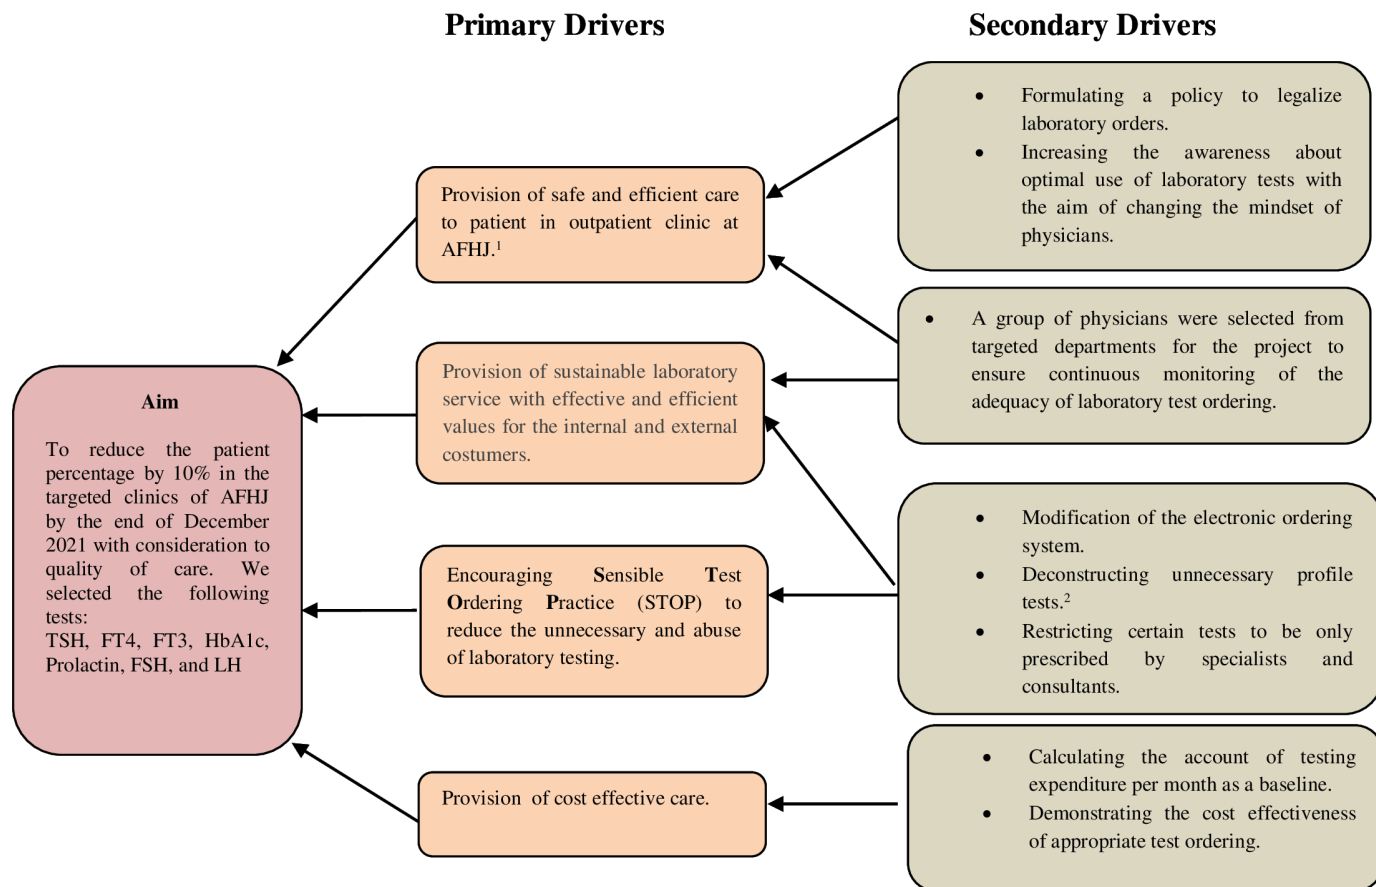 Primary Drivers
Secondary Drivers
Aim
To reduce the patient
percentage by 10% in the
targeted clinics of AFHJ
by the end of December
2021 with consideration to
quality of care. We
selected the following
tests:
TSH, FT4, FT3, HbA1c,
Prolactin, FSH, and LH
Provision of safe and efficient care
to patient in outpatient clinic at
AFHJ.¹
Provision of sustainable laboratory
service with effective and efficient
values for the internal and external
costumers.
Encouraging Sensible Test
Ordering Practice (STOP) to
reduce the unnecessary and abuse
of laboratory testing.
Provision of cost effective care.
• Formulating a policy to legalize
laboratory orders.
• Increasing the awareness about
optimal use of laboratory tests with
the aim of changing the mindset of
physicians.
• A group of physicians were selected from
targeted departments for the project to
ensure continuous monitoring of the
adequacy of laboratory test ordering.
• Modification of the electronic ordering
system.
• Deconstructing unnecessary profile
tests.²
• Restricting certain tests to be only
prescribed by specialists and
consultants.
• Calculating the account of testing
expenditure per month as a baseline.
• Demonstrating the cost effectiveness
of appropriate test ordering.